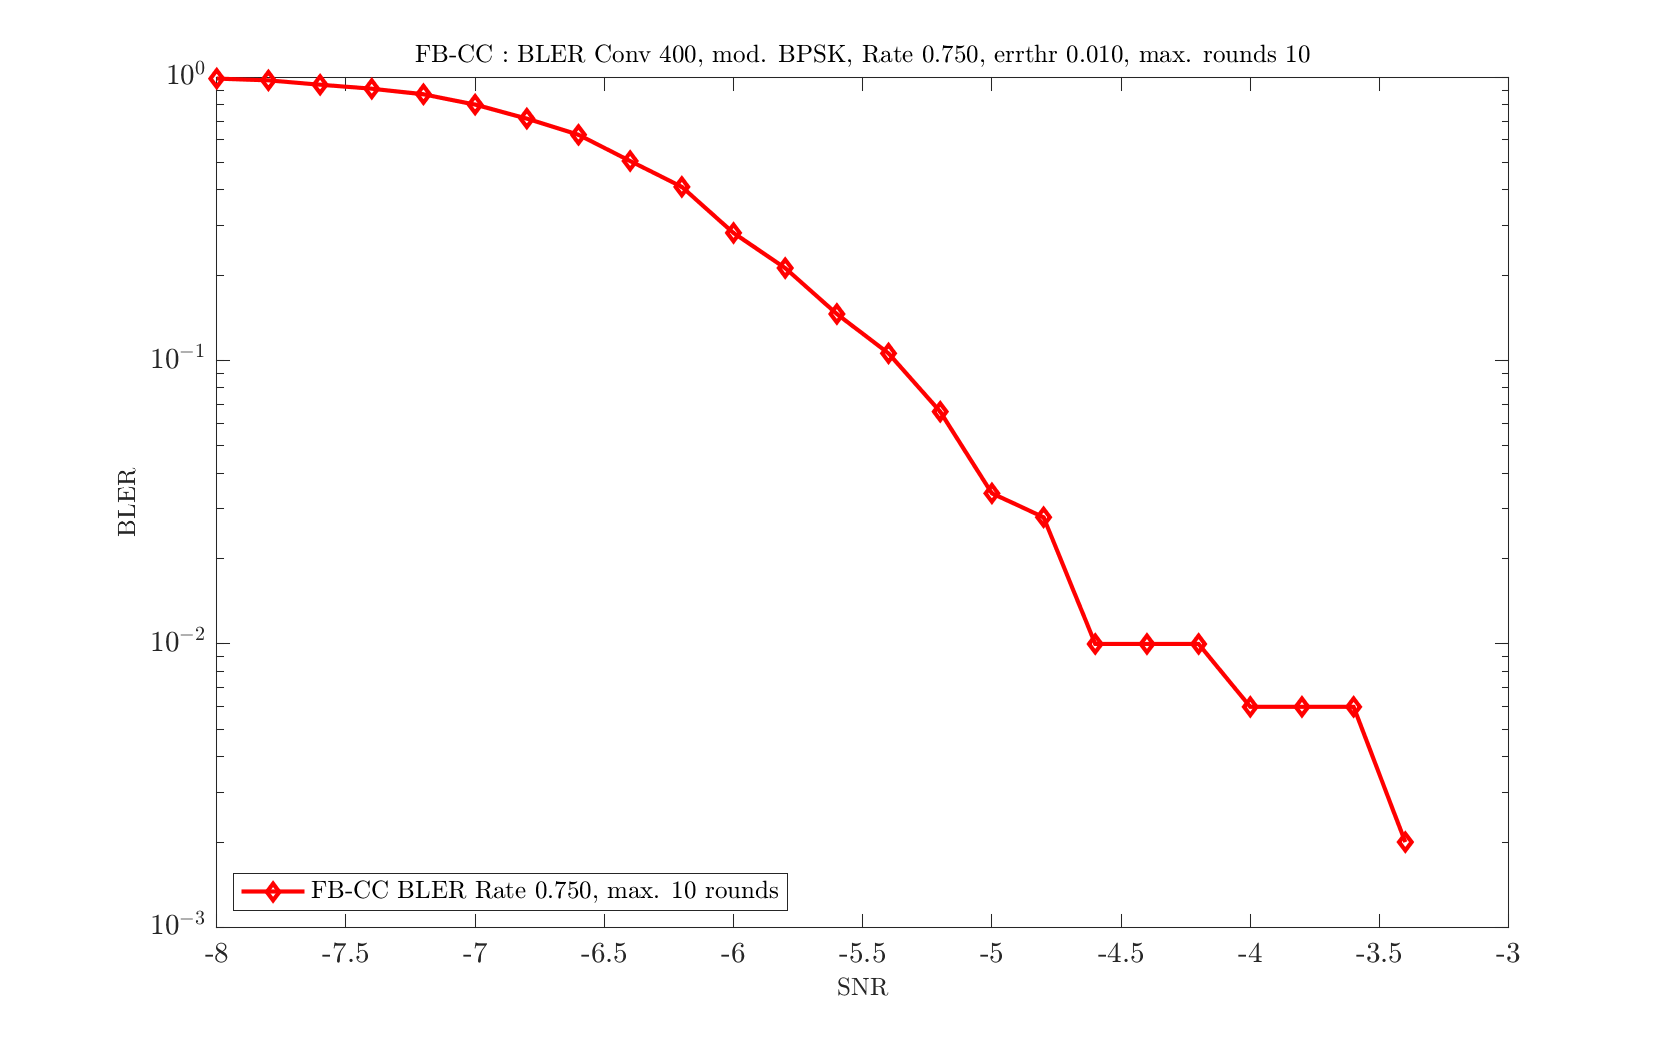 FB-CC : BLER Conv 400, mod. BPSK, Rate 0.750, errthr 0.010, max. rounds 10
10^0
10^{-1}
10^{-2}
10^{-3}
BLER
FB-CC BLER Rate 0.750, max. 10 rounds
-8 -7.5 -7 -6.5 -6 -5.5 -5 -4.5 -4 -3.5 -3
SNR